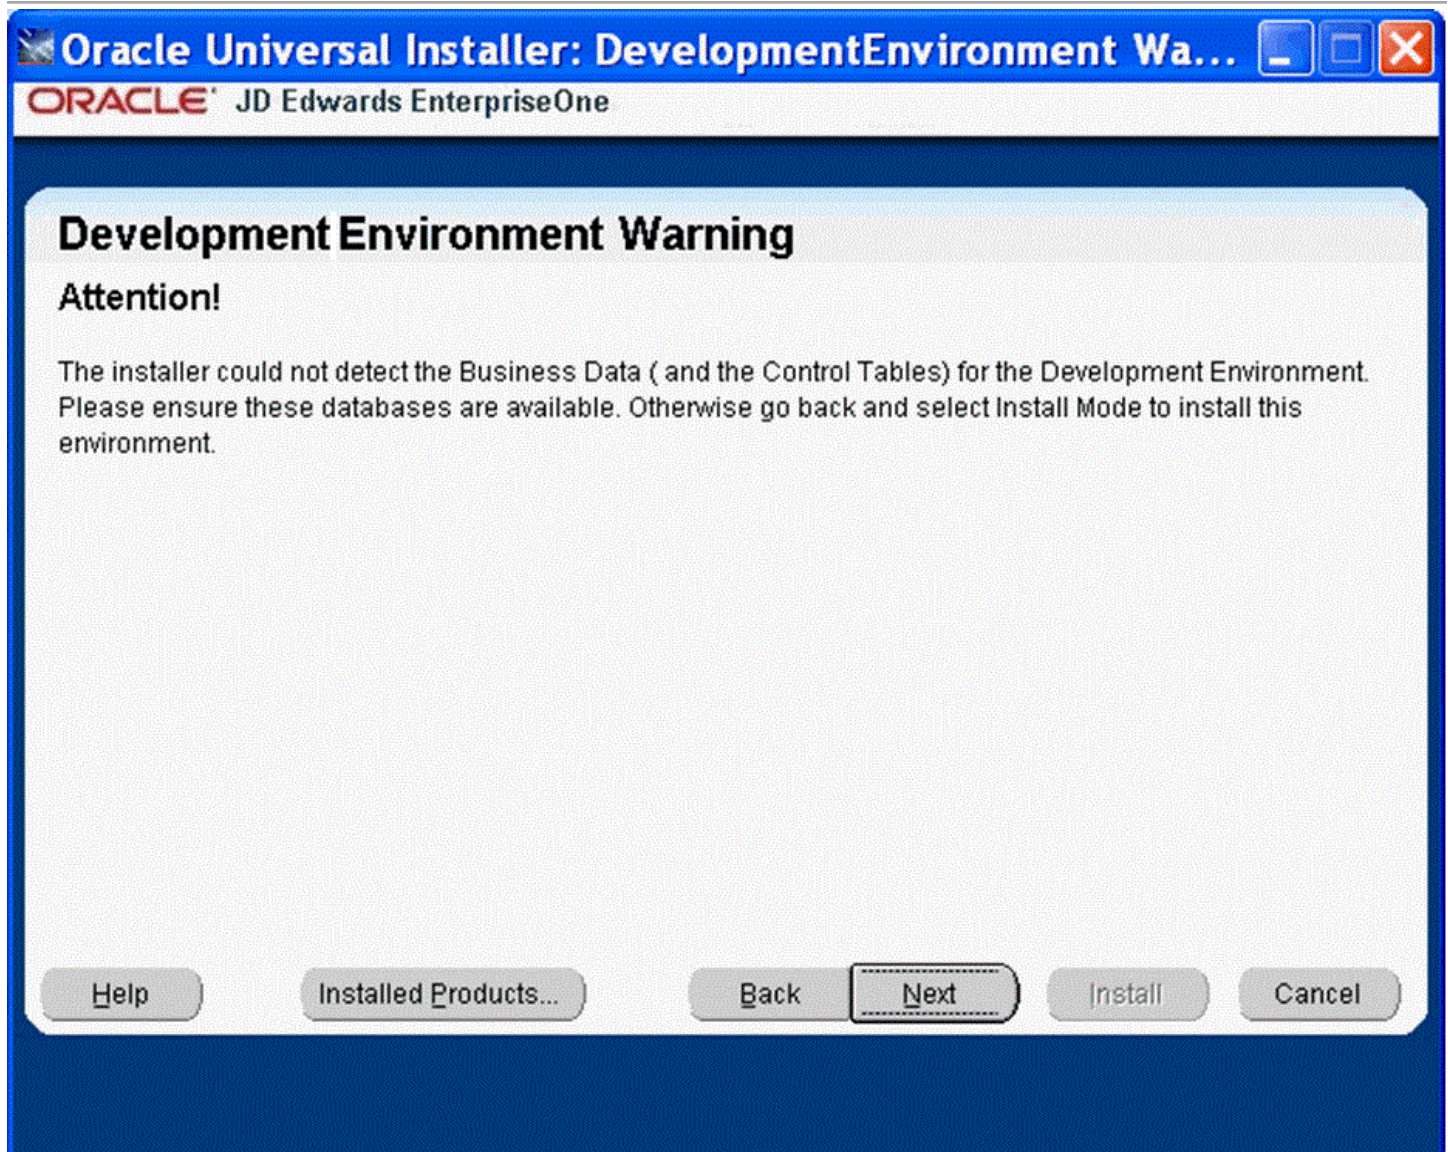 Oracle Universal Installer: DevelopmentEnvironment Wa...
ORACLE JD Edwards EnterpriseOne
Development Environment Warning
Attention!
The installer could not detect the Business Data ( and the Control Tables) for the Development Environment.
Please ensure these databases are available. Otherwise go back and select Install Mode to install this
environment.
Help Installed Products... Back Next Install Cancel